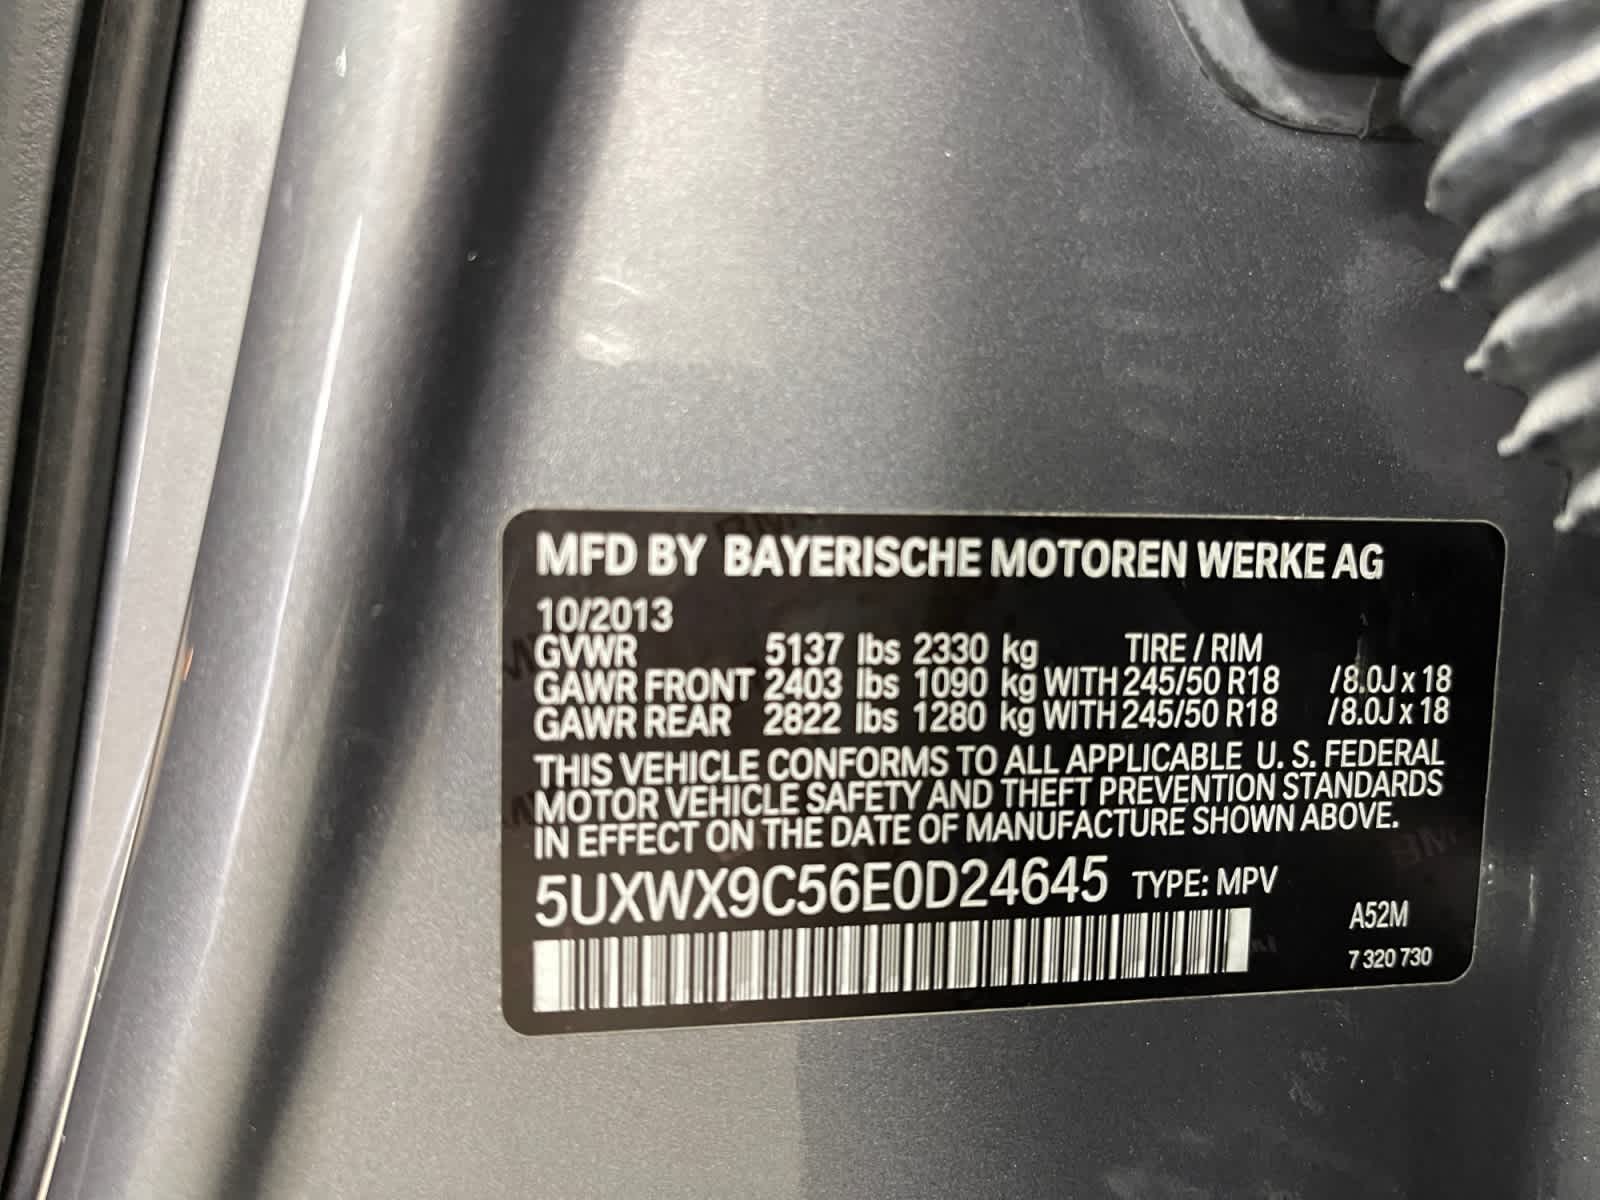 MFD BY BAYERISCHE MOTOREN WERKE AG
10/2013
GVWR 5137 lbs 2330 kg TIRE / RIM
GAWR FRONT 2403 lbs 1090 kg WITH 245/50 R18 /8.0J x 18
GAWR REAR 2822 lbs 1280 kg WITH 245/50 R18 /8.0J x 18
THIS VEHICLE CONFORMS TO ALL APPLICABLE U. S. FEDERAL
MOTOR VEHICLE SAFETY AND THEFT PREVENTION STANDARDS
IN EFFECT ON THE DATE OF MANUFACTURE SHOWN ABOVE.
5UXWX9C56E0D24645 TYPE: MPV
A52M
7 320 730